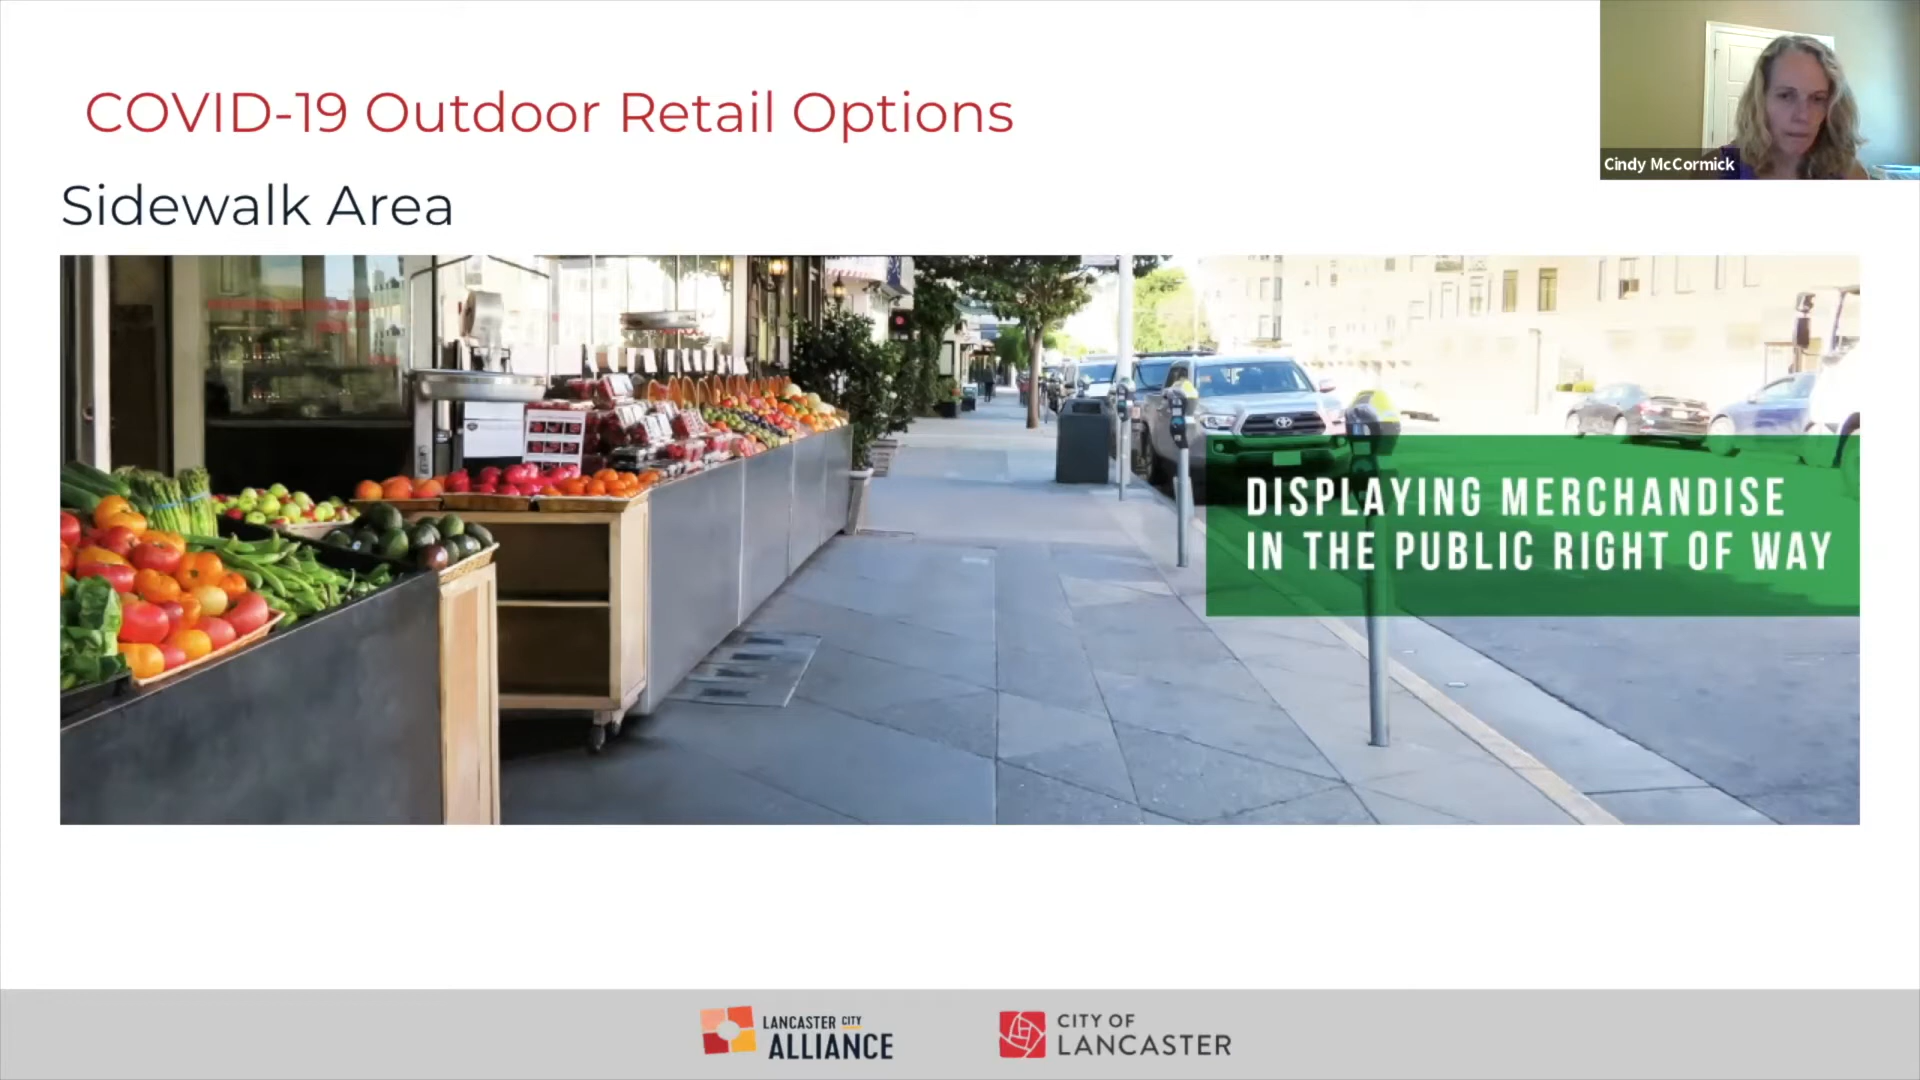 COVID-19 Outdoor Retail Options
Cindy McCormick
Sidewalk Area
DISPLAYING MERCHANDISE
IN THE PUBLIC RIGHT OF WAY
LANCASTER CITY
ALLIANCE
CITY OF
LANCASTER